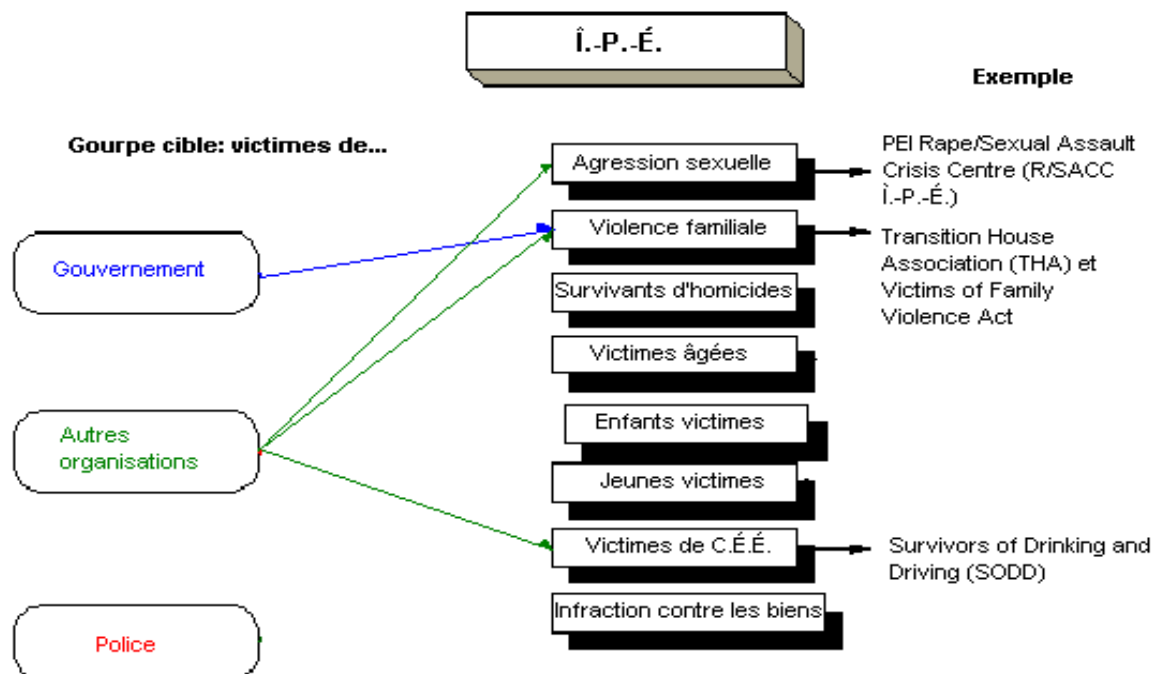 Î.-P.-É.
Exemple
Gourpe cible: victimes de...
Agression sexuelle
PEI Rape/Sexual Assault
Crisis Centre (R/SACC
Î.-P.-É.)
Gouvernement
Violence familiale
Transition House
Association (THA) et
Victims of Family
Violence Act
Survivants d'homicides
Victimes âgées
Autres
organisations
Enfants victimes
Jeunes victimes
Victimes de C.É.É.
Survivors of Drinking and
Driving (SODD)
Infraction contre les biens
Police